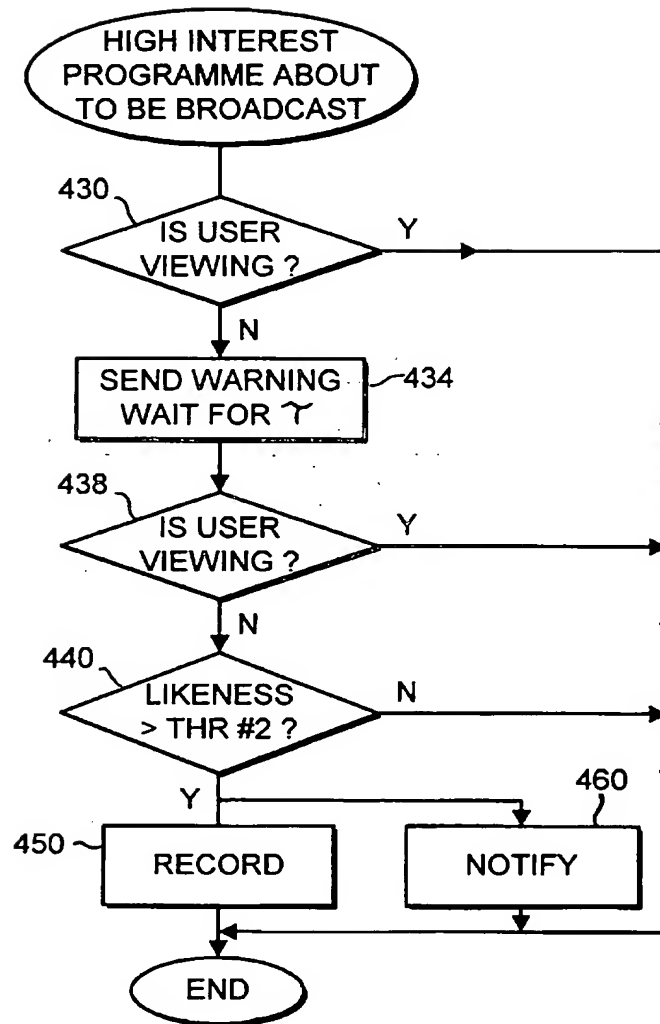 HIGH INTEREST
PROGRAMME ABOUT
TO BE BROADCAST
430
IS USER
VIEWING ?
Y
N
SEND WARNING
WAIT FOR τ
434
438
IS USER
VIEWING ?
Y
N
440
LIKENESS
> THR #2 ?
N
Y
460
450
RECORD
NOTIFY
END